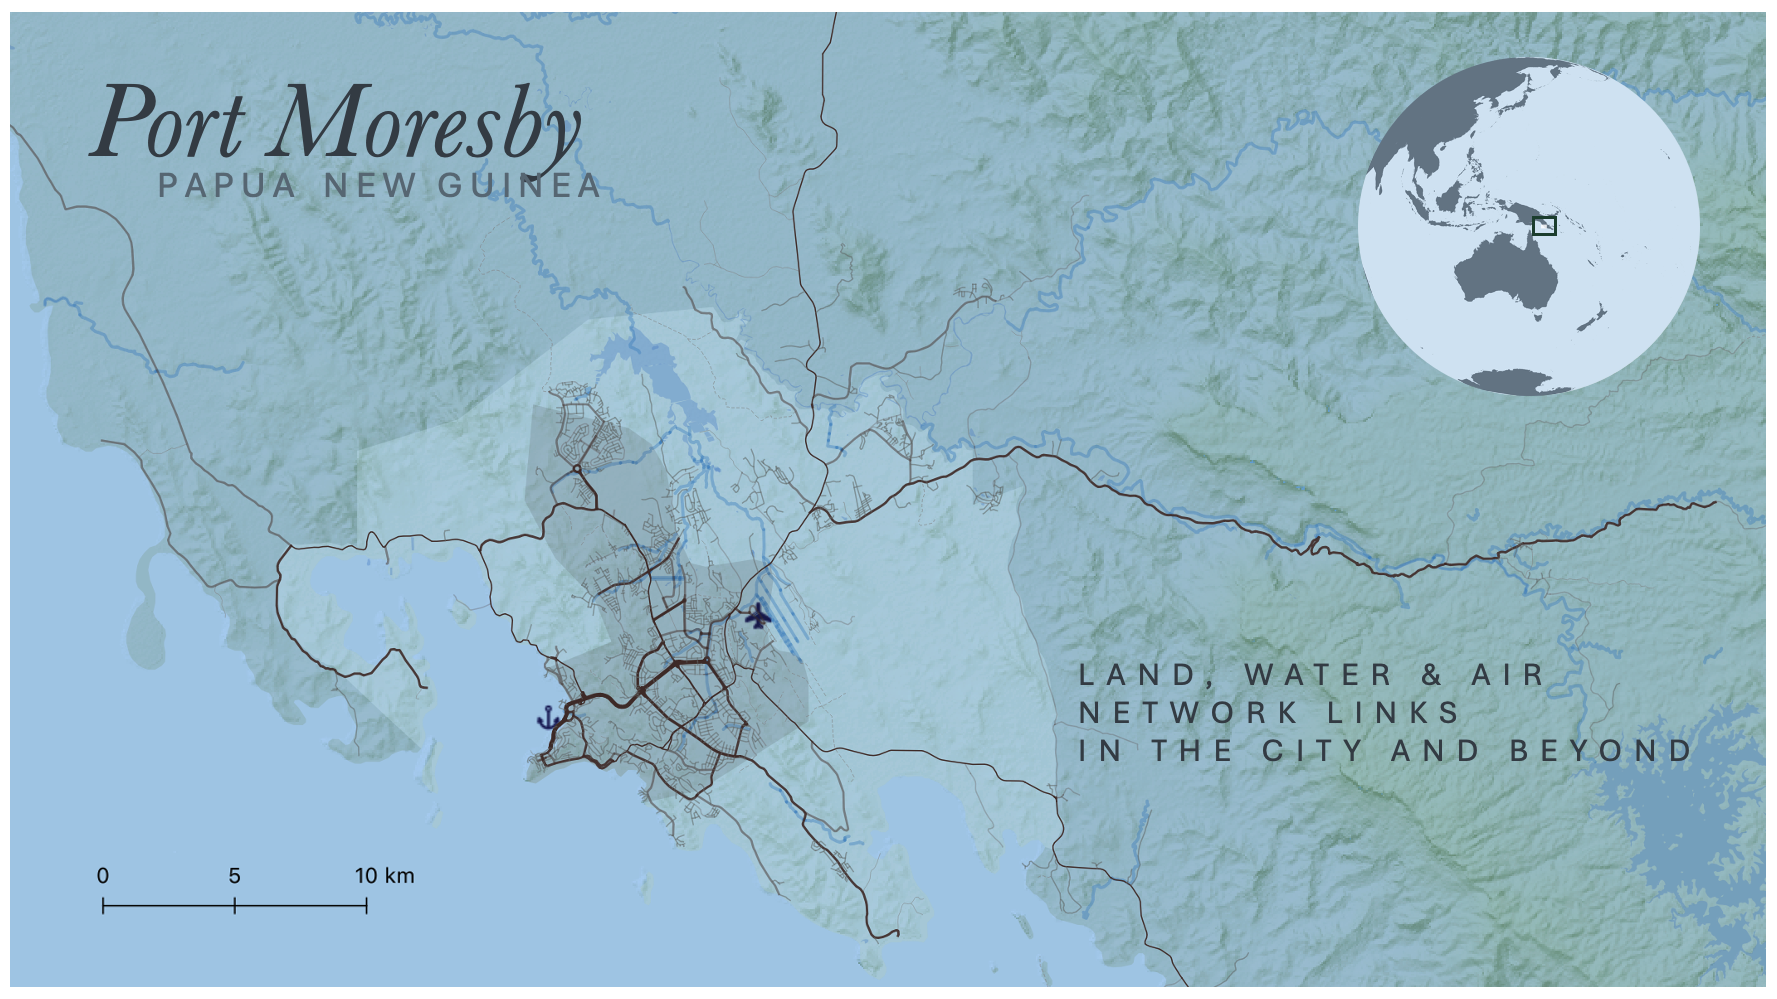 Port Moresby
PAPUA NEW GUINEA
LAND, WATER & AIR
NETWORK LINKS
IN THE CITY AND BEYOND
0 5 10 km